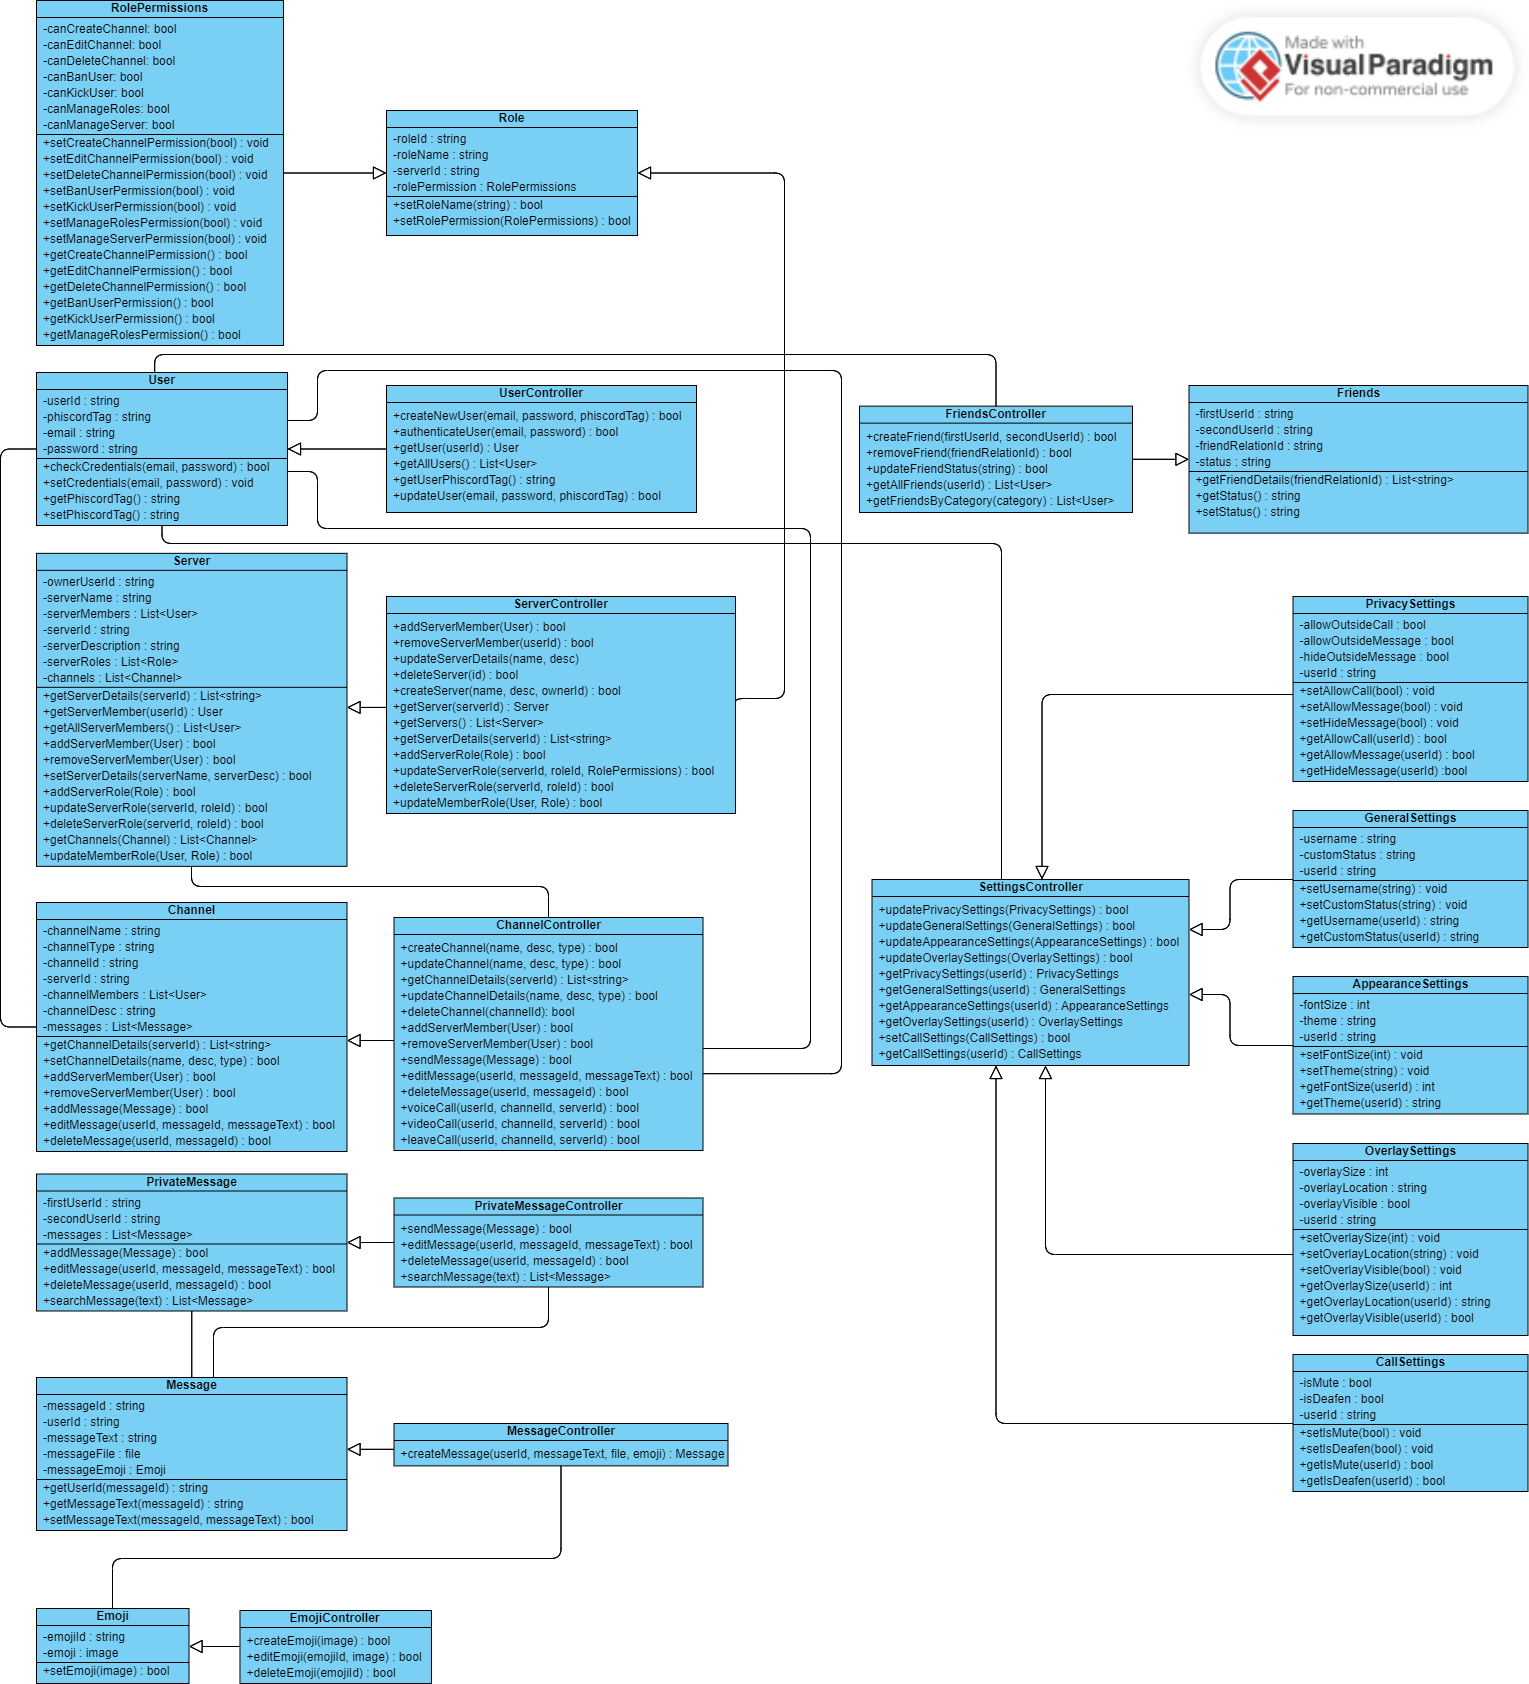 RolePermissions
-canCreateChannel: bool
-canEditChannel: bool
-canDeleteChannel: bool
-canBanUser: bool
-canKickUser: bool
-canManageRoles: bool
-canManageServer: bool
+setCreateChannelPermission(bool) : void
+setEditChannelPermission(bool) : void
+setDeleteChannelPermission(bool) : void
+setBanUserPermission(bool) : void
+setKickUserPermission(bool) : void
+setManageRolesPermission(bool) : void
+setManageServerPermission(bool) : void
+getCreateChannelPermission() : bool
+getEditChannelPermission() : bool
+getDeleteChannelPermission() : bool
+getBanUserPermission() : bool
+getKickUserPermission() : bool
+getManageRolesPermission() : bool
Role
-roleId : string
-roleName : string
-serverId : string
-rolePermission : RolePermissions
+setRoleName(string) : bool
+setRolePermission(RolePermissions) : bool
Made with
Visual Paradigm
For non-commercial use
User
-userId : string
-phiscordTag : string
-email : string
-password : string
+checkCredentials(email, password) : bool
+setCredentials(email, password) : void
+getPhiscordTag() : string
+setPhiscordTag() : string
UserController
+createNewUser(email, password, phiscordTag) : bool
+authenticateUser(email, password) : bool
+getUser(userId) : User
+getAllUsers() : List<User>
+getUserPhiscordTag() : string
+updateUser(email, password, phiscordTag) : bool
FriendsController
+createFriend(firstUserId, secondUserId) : bool
+removeFriend(friendRelationId) : bool
+updateFriendStatus(string) : bool
+getAllFriends(userId) : List<User>
+getFriendsByCategory(category) : List<User>
Friends
-firstUserId : string
-secondUserId : string
-friendRelationId : string
-status : string
+getFriendDetails(friendRelationId) : List<string>
+getStatus() : string
+setStatus() : string
Server
-ownerUserId : string
-serverName : string
-serverMembers : List<User>
-serverId : string
-serverDescription : string
-serverRoles : List<Role>
-channels : List<Channel>
+getServerDetails(serverId) : List<string>
+getServerMember(userId) : User
+getAllServerMembers() : List<User>
+addServerMember(User) : bool
+removeServerMember(User) : bool
+setServerDetails(serverName, serverDesc) : bool
+addServerRole(Role) : bool
+updateServerRole(serverId, roleId) : bool
+deleteServerRole(serverId, roleId) : bool
+getChannels(Channel) : List<Channel>
+updateMemberRole(User, Role) : bool
ServerController
+addServerMember(User) : bool
+removeServerMember(userId) : bool
+updateServerDetails(name, desc)
+deleteServer(id) : bool
+createServer(name, desc, ownerId) : bool
+getServer(serverId) : Server
+getServers() : List<Server>
+getServerDetails(serverId) : List<string>
+addServerRole(Role) : bool
+updateServerRole(serverId, roleId, RolePermissions) : bool
+deleteServerRole(serverId, roleId) : bool
+updateMemberRole(User, Role) : bool
PrivacySettings
-allowOutsideCall : bool
-allowOutsideMessage : bool
-hideOutsideMessage : bool
-userId : string
+setAllowCall(bool) : void
+setAllowMessage(bool) : void
+setHideMessage(bool) : void
+getAllowCall(userId) : bool
+getAllowMessage(userId) : bool
+getHideMessage(userId) :bool
GeneralSettings
-username : string
-customStatus : string
-userId : string
+setUsername(string) : void
+setCustomStatus(string) : void
+getUsername(userId) : string
+getCustomStatus(userId) : string
Channel
-channelName : string
-channelType : string
-channelId : string
-serverId : string
-channelMembers : List<User>
-channelDesc : string
-messages : List<Message>
+getChannelDetails(serverId) : List<string>
+setChannelDetails(name, desc, type) : bool
+addServerMember(User) : bool
+removeServerMember(User) : bool
+addMessage(Message) : bool
+editMessage(userId, messageId, messageText) : bool
+deleteMessage(userId, messageId) : bool
ChannelController
+createChannel(name, desc, type) : bool
+updateChannel(name, desc, type) : bool
+getChannelDetails(serverId) : List<string>
+updateChannelDetails(name, desc, type) : bool
+deleteChannel(channelId): bool
+addServerMember(User) : bool
+removeServerMember(User) : bool
+sendMessage(Message) : bool
+editMessage(userId, messageId, messageText) : bool
+deleteMessage(userId, messageId) : bool
+voiceCall(userId, channelId, serverId) : bool
+videoCall(userId, channelId, serverId) : bool
+leaveCall(userId, channelId, serverId) : bool
SettingsController
+updatePrivacySettings(PrivacySettings) : bool
+updateGeneralSettings(GeneralSettings) : bool
+updateAppearanceSettings(AppearanceSettings) : bool
+updateOverlaySettings(OverlaySettings) : bool
+getPrivacySettings(userId) : PrivacySettings
+getGeneralSettings(userId) : GeneralSettings
+getAppearanceSettings(userId) : AppearanceSettings
+getOverlaySettings(userId) : OverlaySettings
+setCallSettings(CallSettings) : bool
+getCallSettings(userId) : CallSettings
AppearanceSettings
-fontSize : int
-theme : string
-userId : string
+setFontSize(int) : void
+setTheme(string) : void
+getFontSize(userId) : int
+getTheme(userId) : string
OverlaySettings
-overlaySize : int
-overlayLocation : string
-overlayVisible : bool
-userId : string
+setOverlaySize(int) : void
+setOverlayLocation(string) : void
+setOverlayVisible(bool) : void
+getOverlaySize(userId) : int
+getOverlayLocation(userId) : string
+getOverlayVisible(userId) : bool
PrivateMessage
-firstUserId : string
-secondUserId : string
-messages : List<Message>
+addMessage(Message) : bool
+editMessage(userId, messageId, messageText) : bool
+deleteMessage(userId, messageId) : bool
+searchMessage(text) : List<Message>
PrivateMessageController
+sendMessage(Message) : bool
+editMessage(userId, messageId, messageText) : bool
+deleteMessage(userId, messageId) : bool
+searchMessage(text) : List<Message>
CallSettings
-isMute : bool
-isDeafen : bool
-userId : string
+setIsMute(bool) : void
+setIsDeafen(bool) : void
+getIsMute(userId) : bool
+getIsDeafen(userId) : bool
Message
-messageId : string
-userId : string
-messageText : string
-messageFile : file
-messageEmoji : Emoji
+getUserId(messageId) : string
+getMessageText(messageId) : string
+setMessageText(messageId, messageText) : bool
MessageController
+createMessage(userId, messageText, file, emoji) : Message
Emoji
-emojiId : string
-emoji : image
+setEmoji(image) : bool
EmojiController
+createEmoji(image) : bool
+editEmoji(emojiId, image) : bool
+deleteEmoji(emojiId) : bool